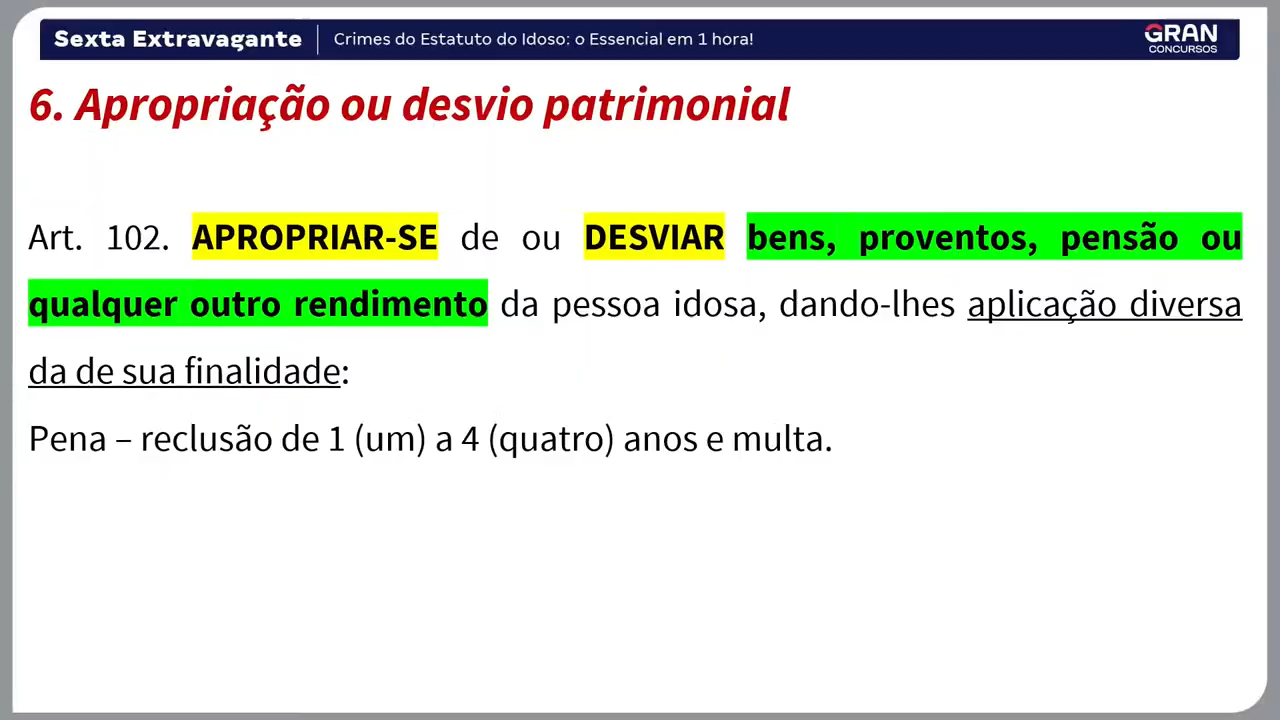 Sexta Extravagante
Crimes do Estatuto do Idoso: o Essencial em 1 hora!
GRAN
CONCURSOS
6. Apropriação ou desvio patrimonial
Art. 102. APROPRIAR-SE de ou DESVIAR bens, proventos, pensão ou
qualquer outro rendimento da pessoa idosa, dando-lhes aplicação diversa
da de sua finalidade:
Pena – reclusão de 1 (um) a 4 (quatro) anos e multa.